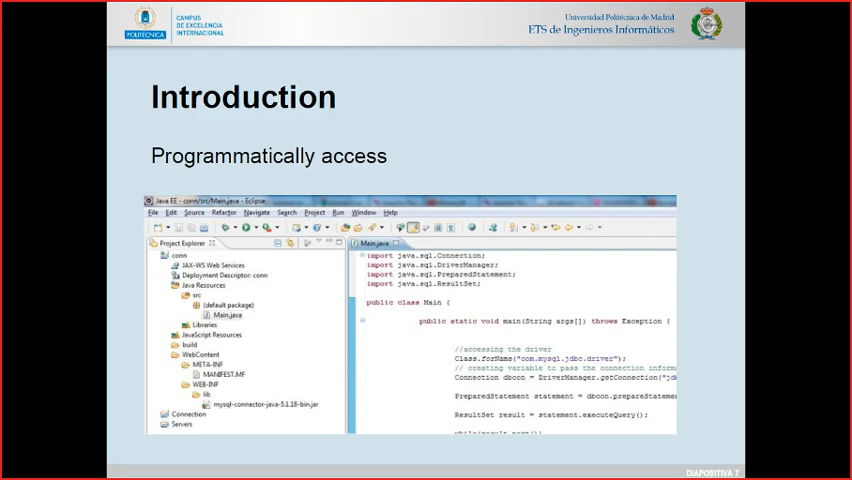 POLITÉCNICA
CAMPUS
DE EXCELENCIA
INTERNACIONAL
Universidad Politécnica de Madrid
ETS de Ingenieros Informáticos
Introduction
Programmatically access
Java EE - conn/src/Main.java - Eclipse
File Edit Source Refactor Navigate Search Project Run Window Help
Project Explorer
conn
JAX-WS Web Services
Deployment Descriptor: conn
Java Resources
src
(default package)
Main.java
Libraries
JavaScript Resources
build
WebContent
META-INF
MANIFEST.MF
WEB-INF
lib
mysql-connector-java-5.1.18-bin.jar
Connection
Servers
Main.java
import java.sql.Connection;
import java.sql.DriverManager;
import java.sql.PreparedStatement;
import java.sql.ResultSet;
public class Main {
public static void main(String args[]) throws Exception {
//accessing the driver
Class.forName("com.mysql.jdbc.driver");
// creating variable to pass the connection inform
Connection dbcon = DriverManager.getConnection("jd
PreparedStatement statement = dbcon.prepareStatemen
ResultSet result = statement.executeQuery();
DIAPOSITIVA 7